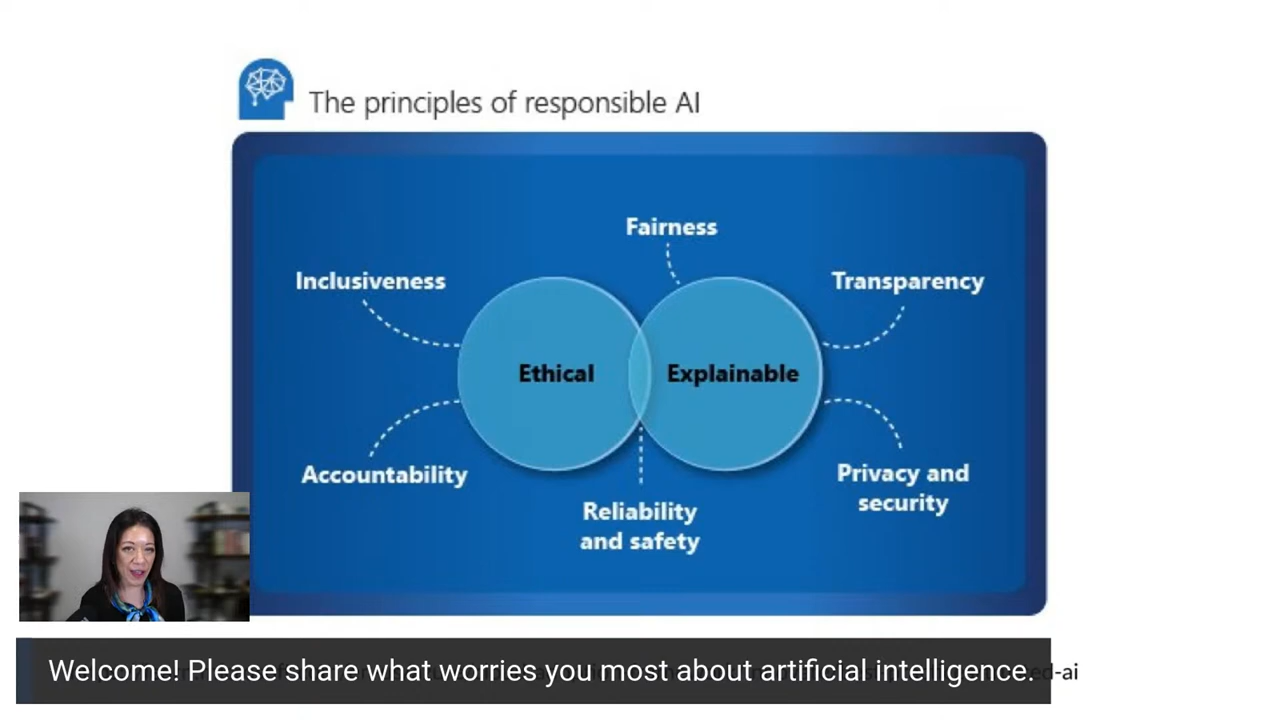 The principles of responsible AI
Fairness
Inclusiveness
Transparency
Ethical
Explainable
Accountability
Privacy and
security
Reliability
and safety
Welcome! Please share what worries you most about artificial intelligence.
-ai